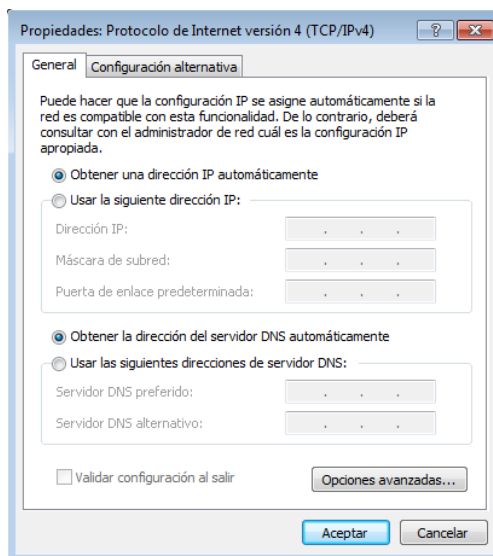 Propiedades: Protocolo de Internet versión 4 (TCP/IPv4)
General
Configuración alternativa
Puede hacer que la configuración IP se asigne automáticamente si la
red es compatible con esta funcionalidad. De lo contrario, deberá
consultar con el administrador de red cuál es la configuración IP
apropiada.
Obtener una dirección IP automáticamente
Usar la siguiente dirección IP:
Dirección IP:
Máscara de subred:
Puerta de enlace predeterminada:
Obtener la dirección del servidor DNS automáticamente
Usar las siguientes direcciones de servidor DNS:
Servidor DNS preferido:
Servidor DNS alternativo:
Validar configuración al salir
Opciones avanzadas...
Aceptar
Cancelar